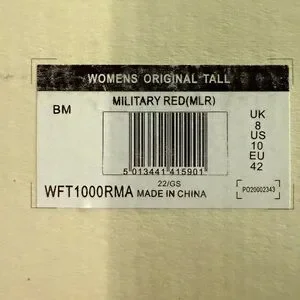 WOMENS ORIGINAL TALL
BM
MILITARY RED(MLR)
UK
8
US
10
EU
42
5 013441 415901
22/GS
WFT1000RMA MADE IN CHINA
PO20002343